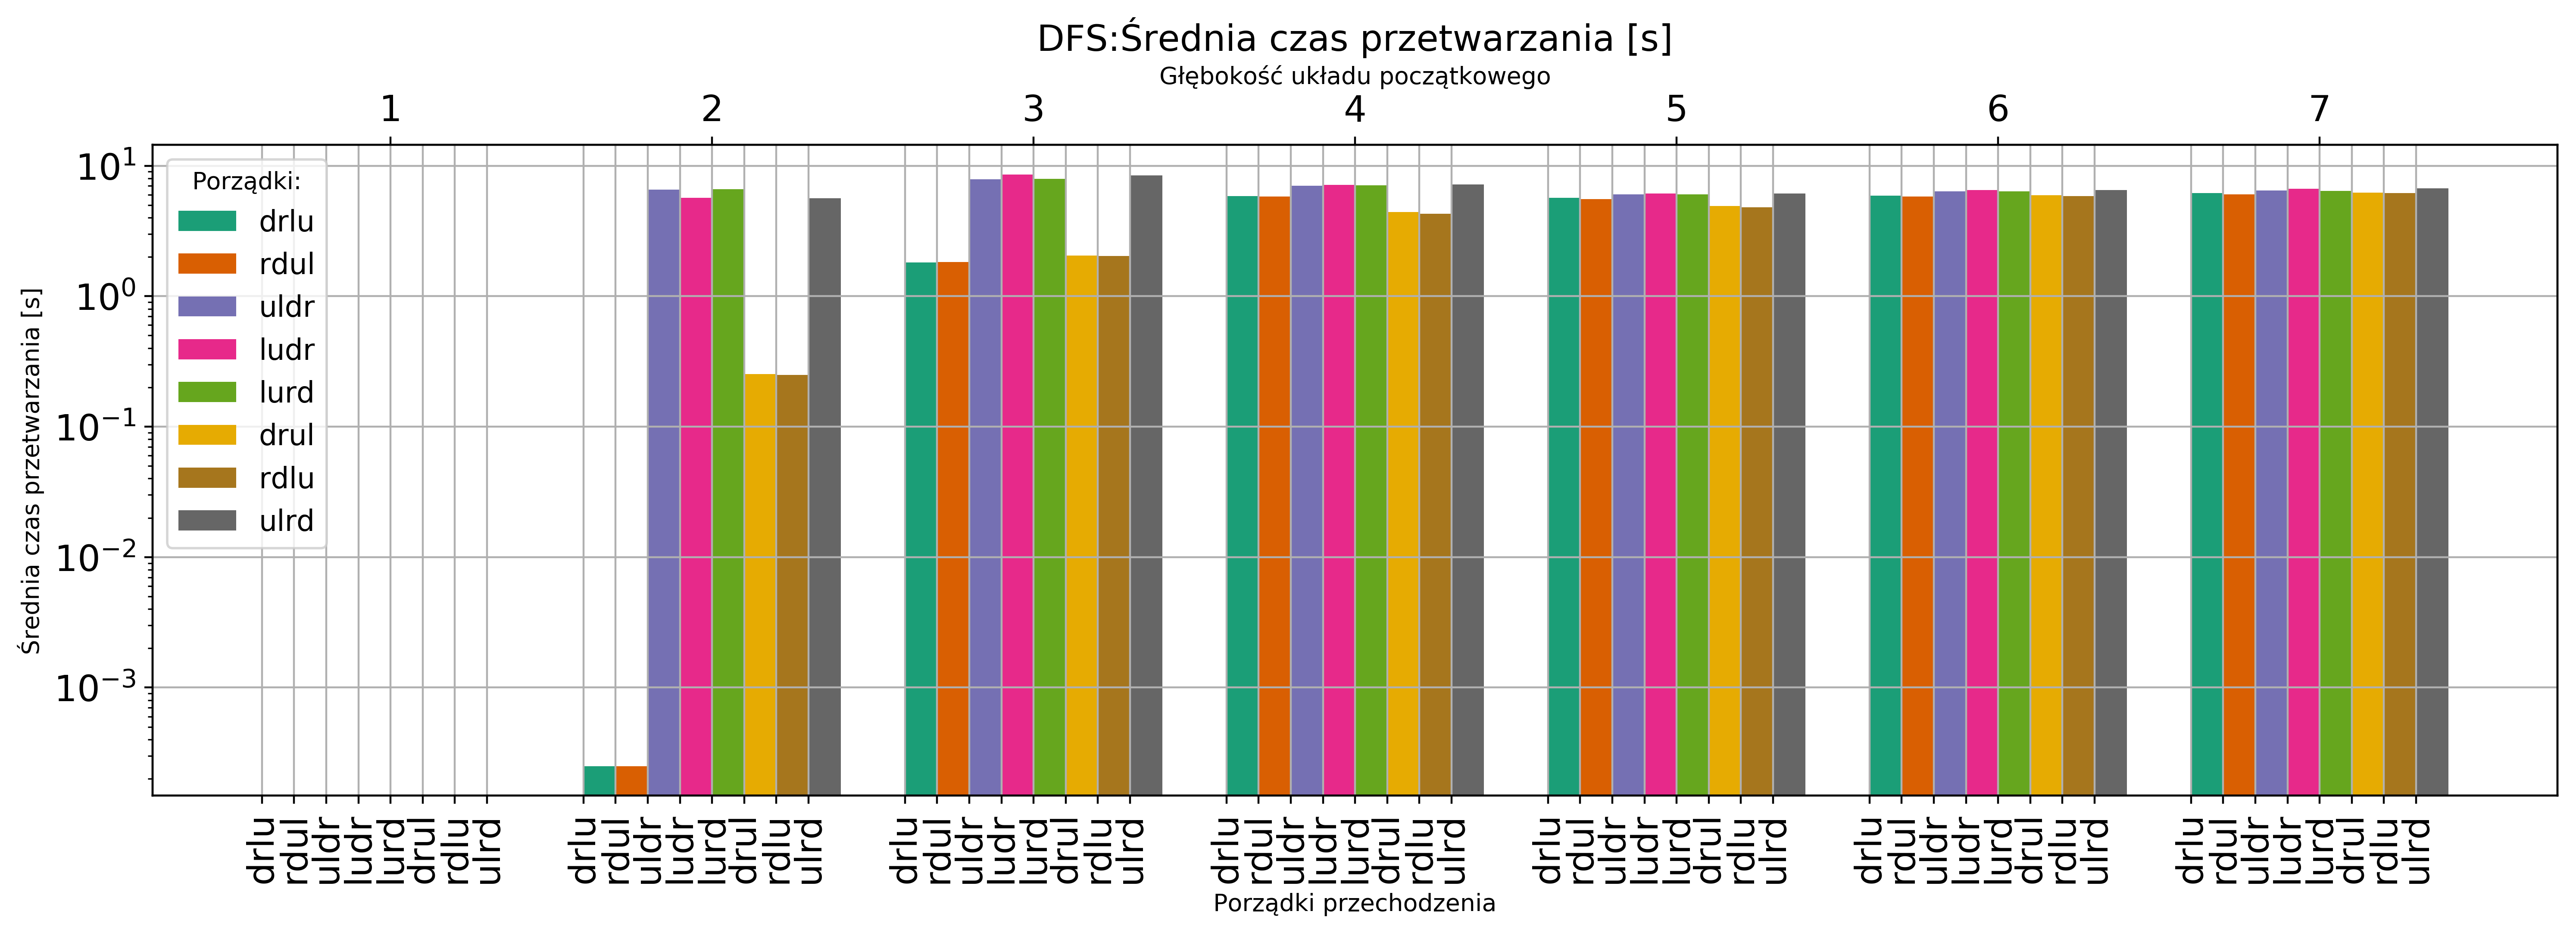 DFS:Średnia czas przetwarzania [s]
Głębokość układu początkowego
1 2 3 4 5 6 7
Średnia czas przetwarzania [s]
10¹
10⁰
10⁻¹
10⁻²
10⁻³
Porządki:
drlu
rdul
uldr
ludr
lurd
drul
rdlu
ulrd
drlu rdul uldr ludr lurd drul rdlu ulrd drlu rdul uldr ludr lurd drul rdlu ulrd drlu rdul uldr ludr lurd drul rdlu ulrd drlu rdul uldr ludr lurd drul rdlu ulrd drlu rdul uldr ludr lurd drul rdlu ulrd drlu rdul uldr ludr lurd drul rdlu ulrd drlu rdul uldr ludr lurd drul rdlu ulrd
Porządki przechodzenia